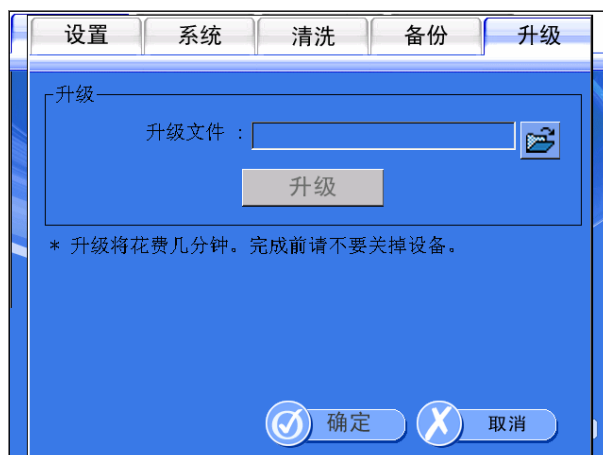 设置 系统 清洗 备份 升级
升级
升级文件 :
升级
* 升级将花费几分钟。完成前请不要关掉设备。
确定 取消